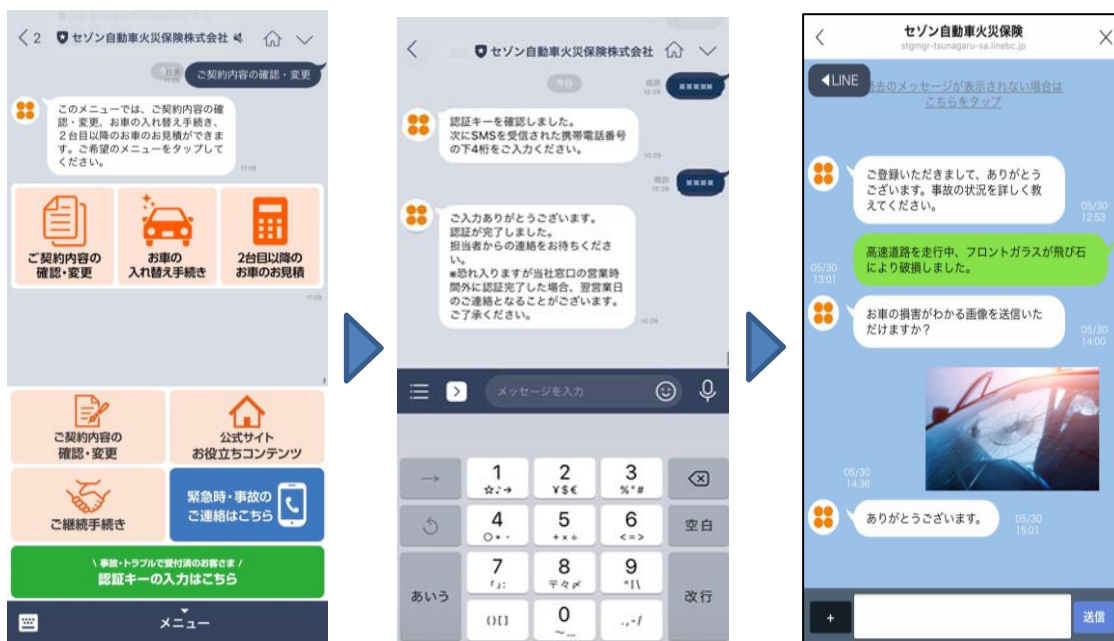 2
セゾン自動車火災保険株式会社
ご契約内容の確認・変更
このメニューでは、ご契約内容の確
認・変更、お車の入れ替え手続き、
２台目以降のお車のお見積ができま
す。ご希望のメニューをタップして
ください。
11:09
ご契約内容の
確認・変更
お車の
入れ替え手続き
2台目以降の
お車のお見積
11:09
ご契約内容の
確認・変更
公式サイト
お役立ちコンテンツ
ご継続手続き
緊急時・事故の
ご連絡はこちら
\ 事故・トラブルで受付済のお客さま /
認証キーの入力はこちら
メニュー
セゾン自動車火災保険株式会社
今日
既読
10:29
認証キーを確認しました。
次にSMSを受信された携帯電話番号
の下4桁をご入力ください。
10:29
既読
10:29
ご入力ありがとうございます。
認証が完了しました。
担当者からの連絡をお待ちくださ
い。
※恐れ入りますが当社窓口の営業時
間外に認証完了した場合、翌営業日
のご連絡となることがございます。
ご了承ください。
10:29
メッセージを入力
→
1
☆♪→
2
¥$€
3
%°#
4
○*・
5
+×÷
6
<=>
空白
7
「」:
8
〒々〆
9
^|\
あいう
改行
()[]
0
~…
.,-/
セゾン自動車火災保険
stgmgr-tsunagaru-sa.linebc.jp
◀LINE
過去のメッセージが表示されない場合は
こちらをタップ
ご登録いただきまして、ありがとう
ございます。事故の状況を詳しく教
えてください。
05/30
12:53
高速道路を走行中、フロントガラスが飛び石
により破損しました。
05/30
13:01
お車の損害がわかる画像を送信いた
だけますか？
05/30
14:00
05/30
14:36
ありがとうございます。
05/30
15:01
+
送信